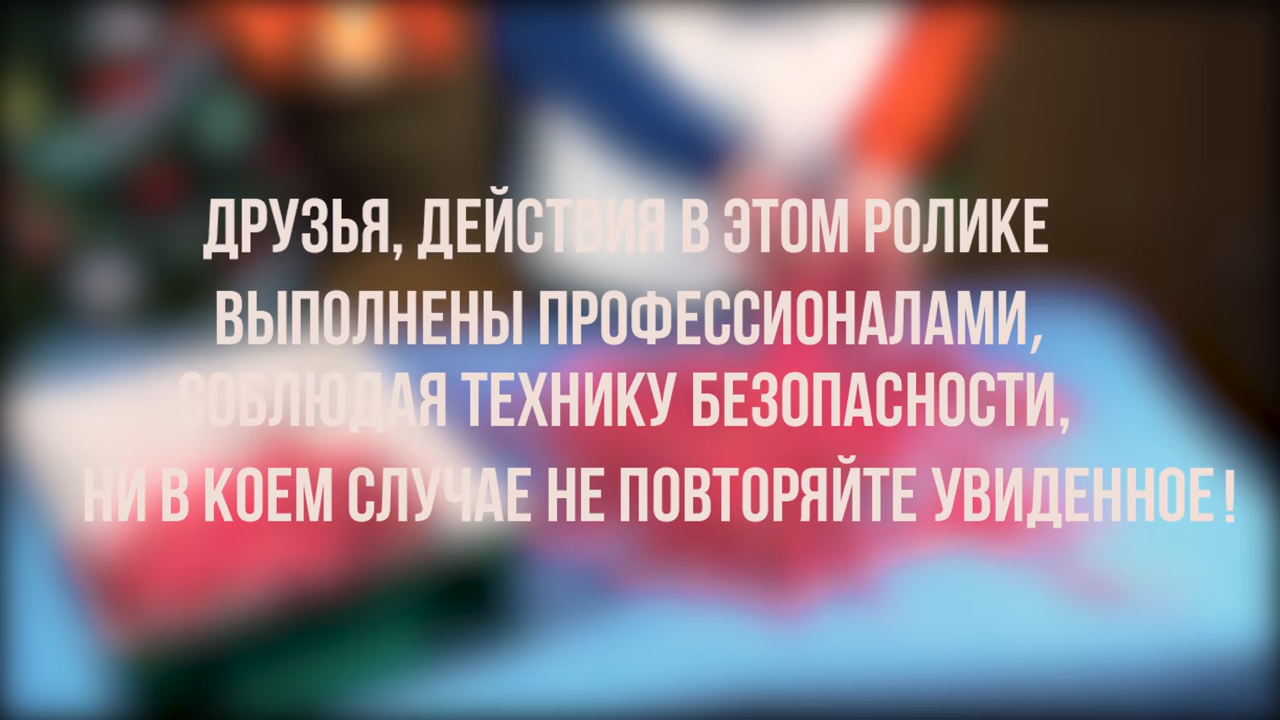 ДРУЗЬЯ, ДЕЙСТВИЯ В ЭТОМ РОЛИКЕ
ВЫПОЛНЕНЫ ПРОФЕССИОНАЛАМИ,
СОБЛЮДАЯ ТЕХНИКУ БЕЗОПАСНОСТИ,
НИ В КОЕМ СЛУЧАЕ НЕ ПОВТОРЯЙТЕ УВИДЕННОЕ!